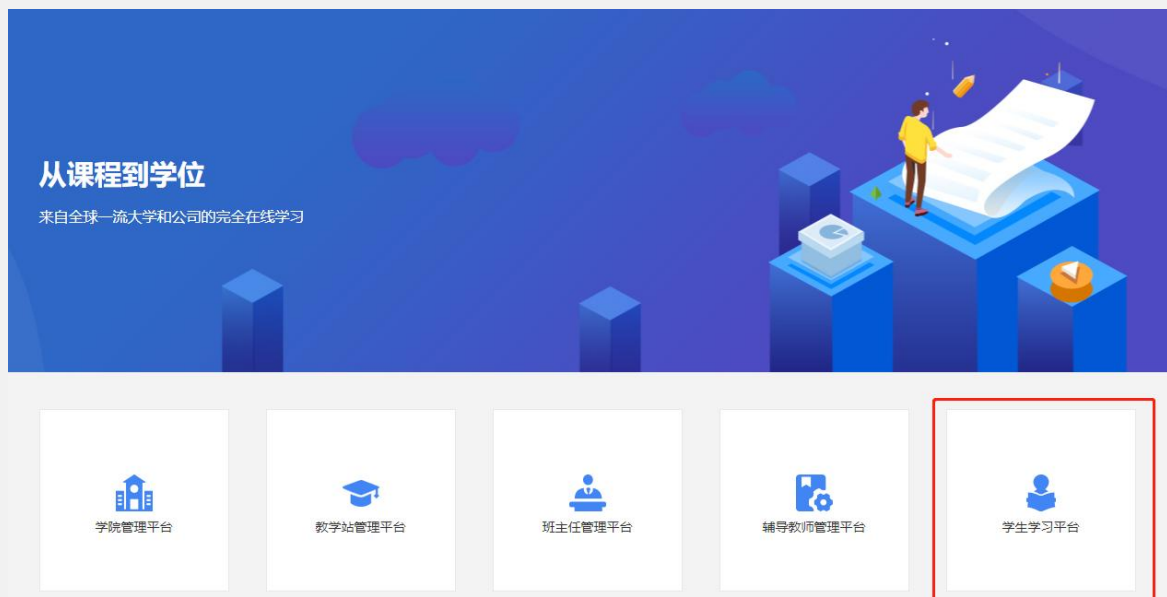 从课程到学位
来自全球一流大学和公司的完全在线学习
学院管理平台
教学站管理平台
班主任管理平台
辅导教师管理平台
学生学习平台